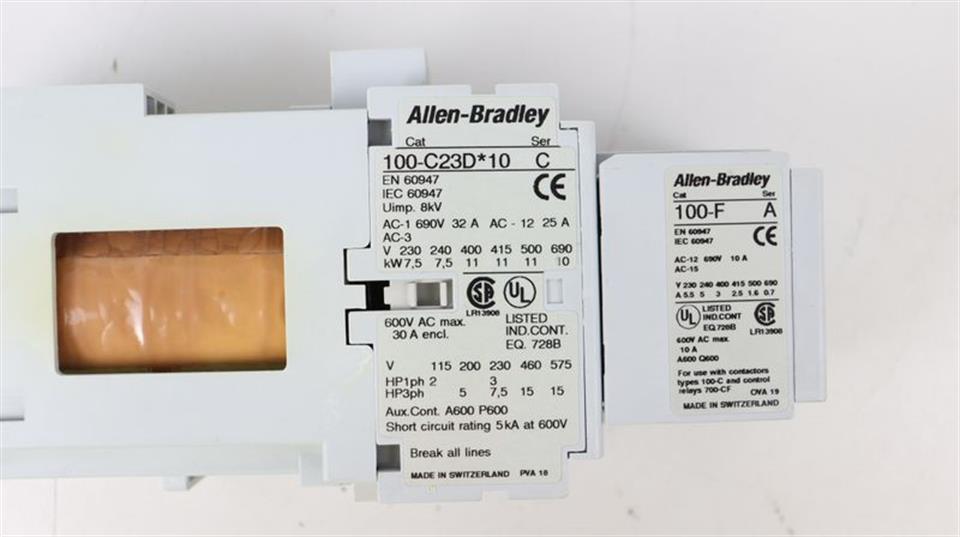 Allen-Bradley
Cat Ser
100-C23D*10 C
EN 60947
IEC 60947
Uimp. 8kV
CE
AC-1 690V 32 A AC - 12 25 A
AC-3
V 230 240 400 415 500 690
kW 7,5 7,5 11 11 11 10
SA
UL
LR13908
600V AC max.
30 A encl.
LISTED
IND.CONT.
EQ. 728B
V 115 200 230 460 575
HP1ph 2 3
HP3ph 5 7,5 15 15
Aux.Cont. A600 P600
Short circuit rating 5kA at 600V
Break all lines
MADE IN SWITZERLAND PVA 18
Allen-Bradley
Cat Ser
100-F A
EN 60947
IEC 60947
CE
AC-12 690V 10 A
AC-15
V 230 240 400 415 500 690
A 5.5 5 3 2.5 1.6 0.7
UL
LISTED
IND.CONT
EQ.728B
SA
LR13908
600V AC max.
10 A
A600 Q600
For use with contactors
types 100-C and control
relays 700-CF OVA 19
MADE IN SWITZERLAND